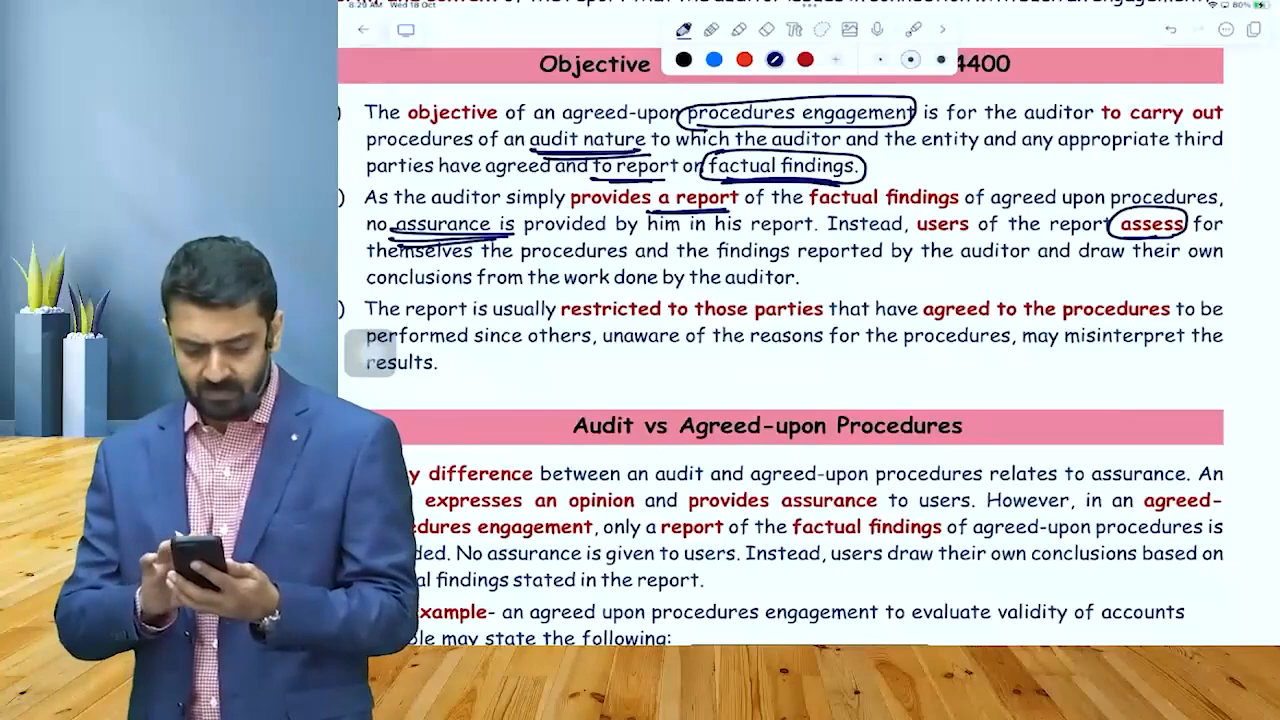 8:29 AM Wed 18 Oct
80%
Objective
4400
The objective of an agreed-upon procedures engagement is for the auditor to carry out
procedures of an audit nature to which the auditor and the entity and any appropriate third
parties have agreed and to report on factual findings.
As the auditor simply provides a report of the factual findings of agreed upon procedures,
no assurance is provided by him in his report. Instead, users of the report assess for
themselves the procedures and the findings reported by the auditor and draw their own
conclusions from the work done by the auditor.
The report is usually restricted to those parties that have agreed to the procedures to be
performed since others, unaware of the reasons for the procedures, may misinterpret the
results.
Audit vs Agreed-upon Procedures
difference between an audit and agreed-upon procedures relates to assurance. An
expresses an opinion and provides assurance to users. However, in an agreed-
engagement, only a report of the factual findings of agreed-upon procedures is
No assurance is given to users. Instead, users draw their own conclusions based on
findings stated in the report.
xample- an agreed upon procedures engagement to evaluate validity of accounts
may state the following: